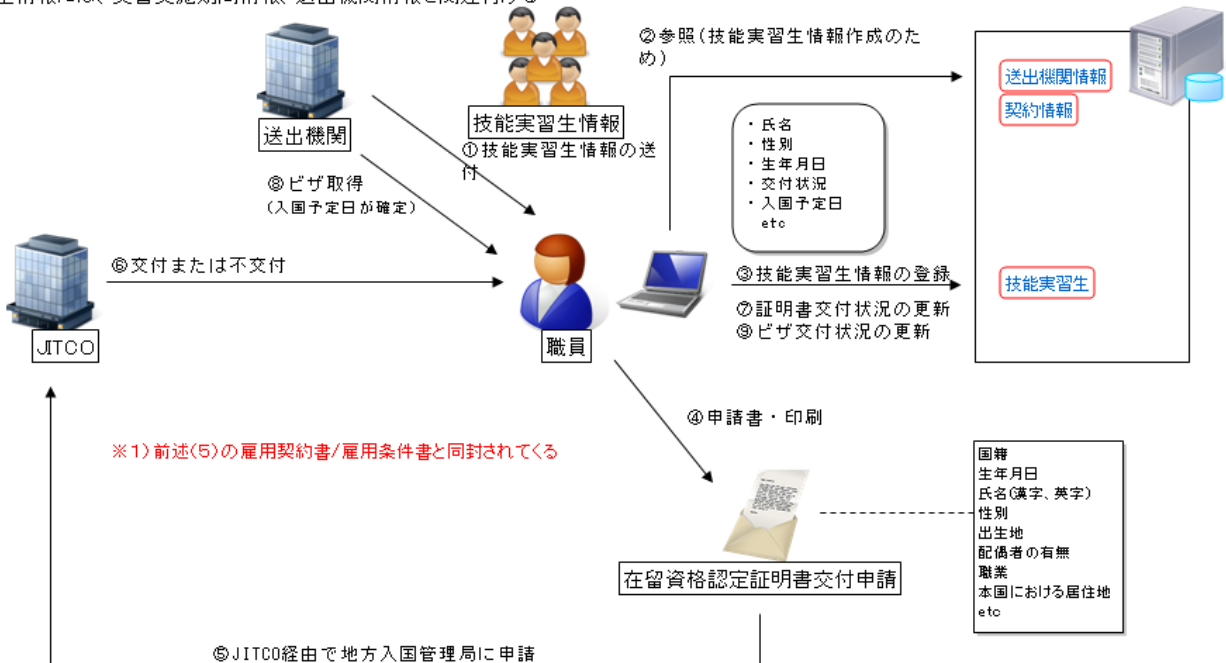 ②参照(技能実習生情報作成のた
め)
送出機関情報
契約情報
送出機関
技能実習生情報
①技能実習生情報の送
付
・氏名
・性別
・生年月日
・交付状況
・入国予定日
etc
⑧ビザ取得
(入国予定日が確定)
⑥交付または不交付
③技能実習生情報の登録
技能実習生
⑦証明書交付状況の更新
⑨ビザ交付状況の更新
JITCO
職員
④申請書・印刷
※1)前述(5)の雇用契約書/雇用条件書と同封されてくる
国籍
生年月日
氏名(漢字、英字)
性別
出生地
配偶者の有無
職業
本国における居住地
etc
在留資格認定証明書交付申請
⑤JITCO経由で地方入国管理局に申請